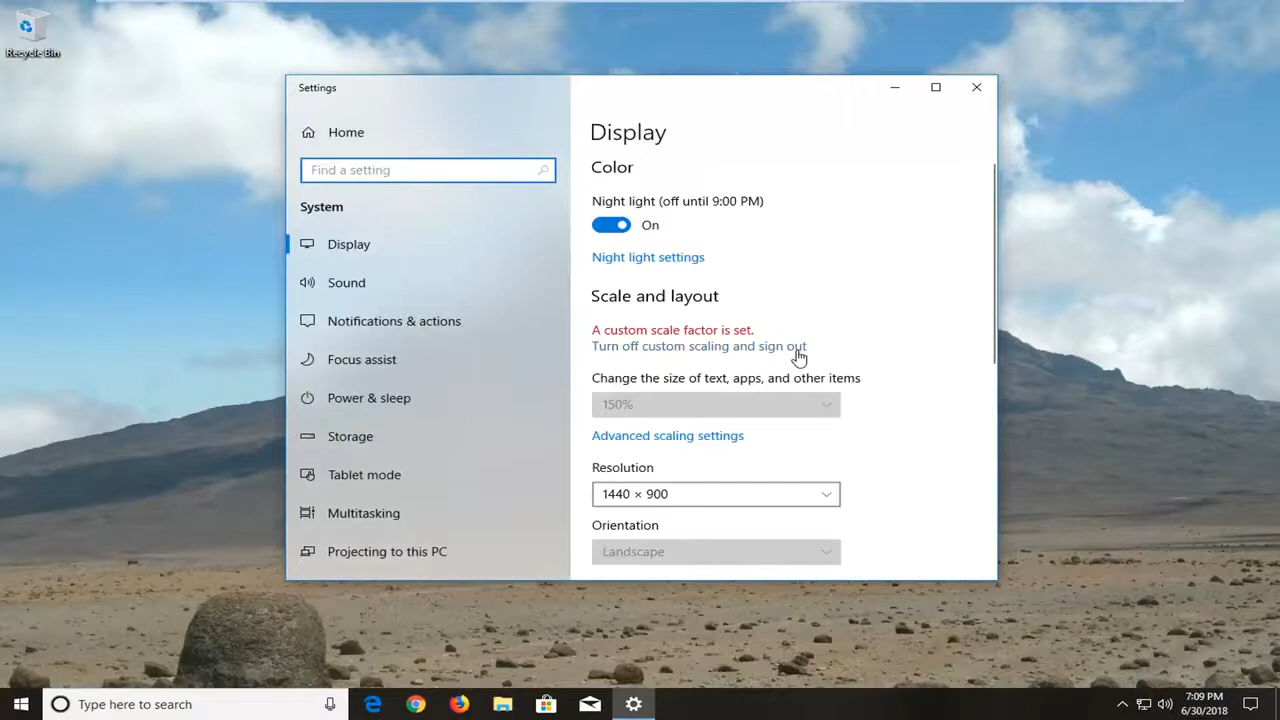 Recycle Bin
Settings
Home
Find a setting
System
Display
Sound
Notifications & actions
Focus assist
Power & sleep
Storage
Tablet mode
Multitasking
Projecting to this PC
Display
Color
Night light (off until 9:00 PM)
On
Night light settings
Scale and layout
A custom scale factor is set.
Turn off custom scaling and sign out
Change the size of text, apps, and other items
150%
Advanced scaling settings
Resolution
1440 × 900
Orientation
Landscape
Type here to search
7:09 PM
6/30/2018